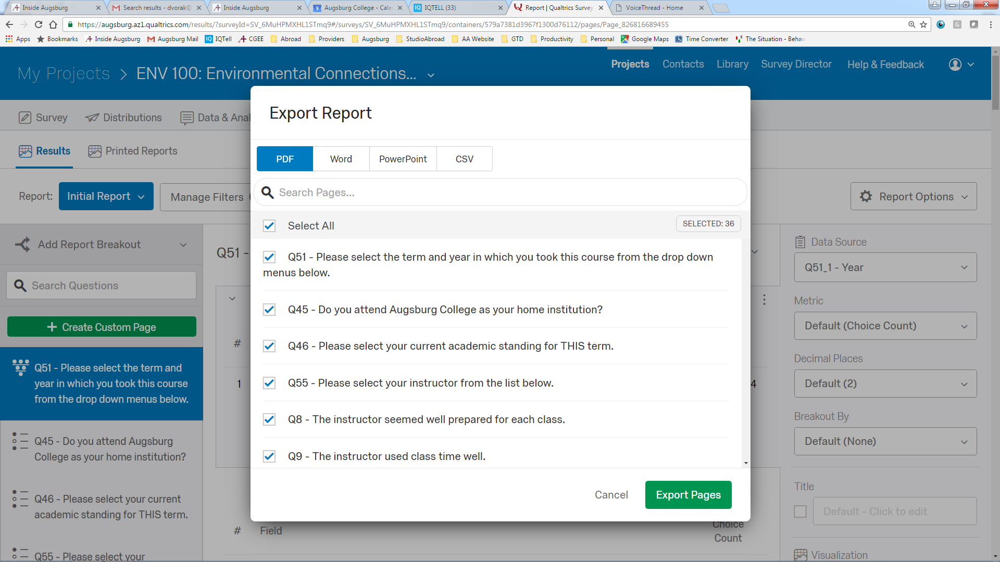 Inside Augsburg
Search results - dvorak@
Inside Augsburg
Augsburg College - Cale
IQTELL (33)
Report | Qualtrics Survey
VoiceThread - Home
https://augsburg.az1.qualtrics.com/results/?surveyId=SV_6MuHPMXHL1STmq9#/surveys/SV_6MuHPMXHL1STmq9/containers/579a7381d3967f1300d76112/pages/Page_826816689455
Apps Bookmarks Inside Augsburg Augsburg Mail IQTell CGEE Abroad Providers Augsburg StudioAbroad AA Website GTD Productivity Personal Google Maps Time Converter The Situation - Behavi
My Projects > ENV 100: Environmental Connections...
Projects Contacts Library Survey Director Help & Feedback
Survey Distributions Data & Anal
Results Printed Reports
Report: Initial Report Manage Filters
Report Options
Add Report Breakout
Search Questions
+ Create Custom Page
Q51 - Please select the term and
year in which you took this course
from the drop down menus below.
Q45 - Do you attend Augsburg
College as your home institution?
Q46 - Please select your current
academic standing for THIS term.
Q55 - Please select your
Q51 -
#
1
4
# Field
Choice
Count
Export Report
PDF Word PowerPoint CSV
Search Pages...
Select All
SELECTED: 36
Q51 - Please select the term and year in which you took this course from the drop down
menus below.
Q45 - Do you attend Augsburg College as your home institution?
Q46 - Please select your current academic standing for THIS term.
Q55 - Please select your instructor from the list below.
Q8 - The instructor seemed well prepared for each class.
Q9 - The instructor used class time well.
Cancel Export Pages
Data Source
Q51_1 - Year
Metric
Default (Choice Count)
Decimal Places
Default (2)
Breakout By
Default (None)
Title
Default - Click to edit
Visualization